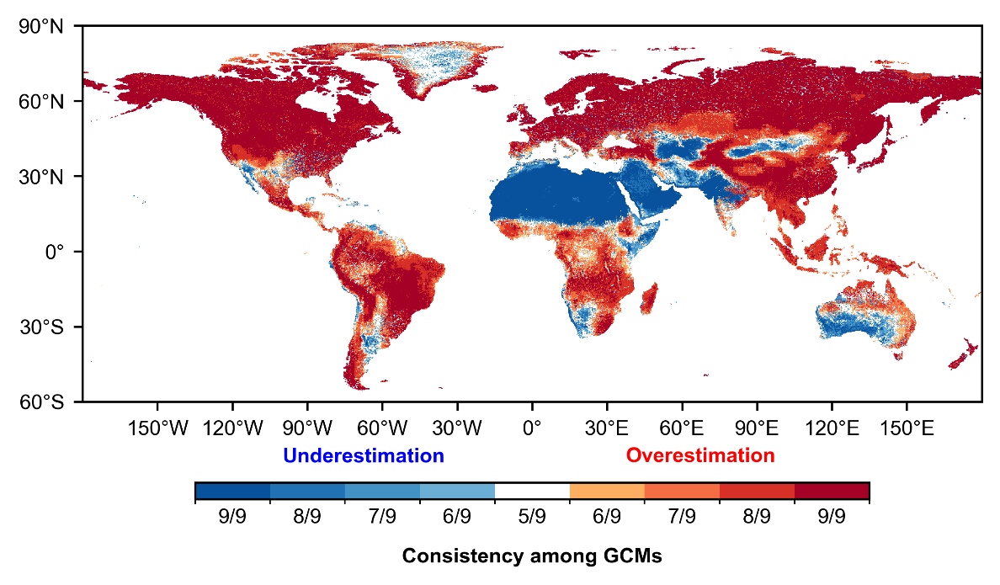 90°N
60°N
30°N
0°
30°S
60°S
150°W 120°W 90°W 60°W 30°W 0° 30°E 60°E 90°E 120°E 150°E
Underestimation Overestimation
9/9 8/9 7/9 6/9 5/9 6/9 7/9 8/9 9/9
Consistency among GCMs